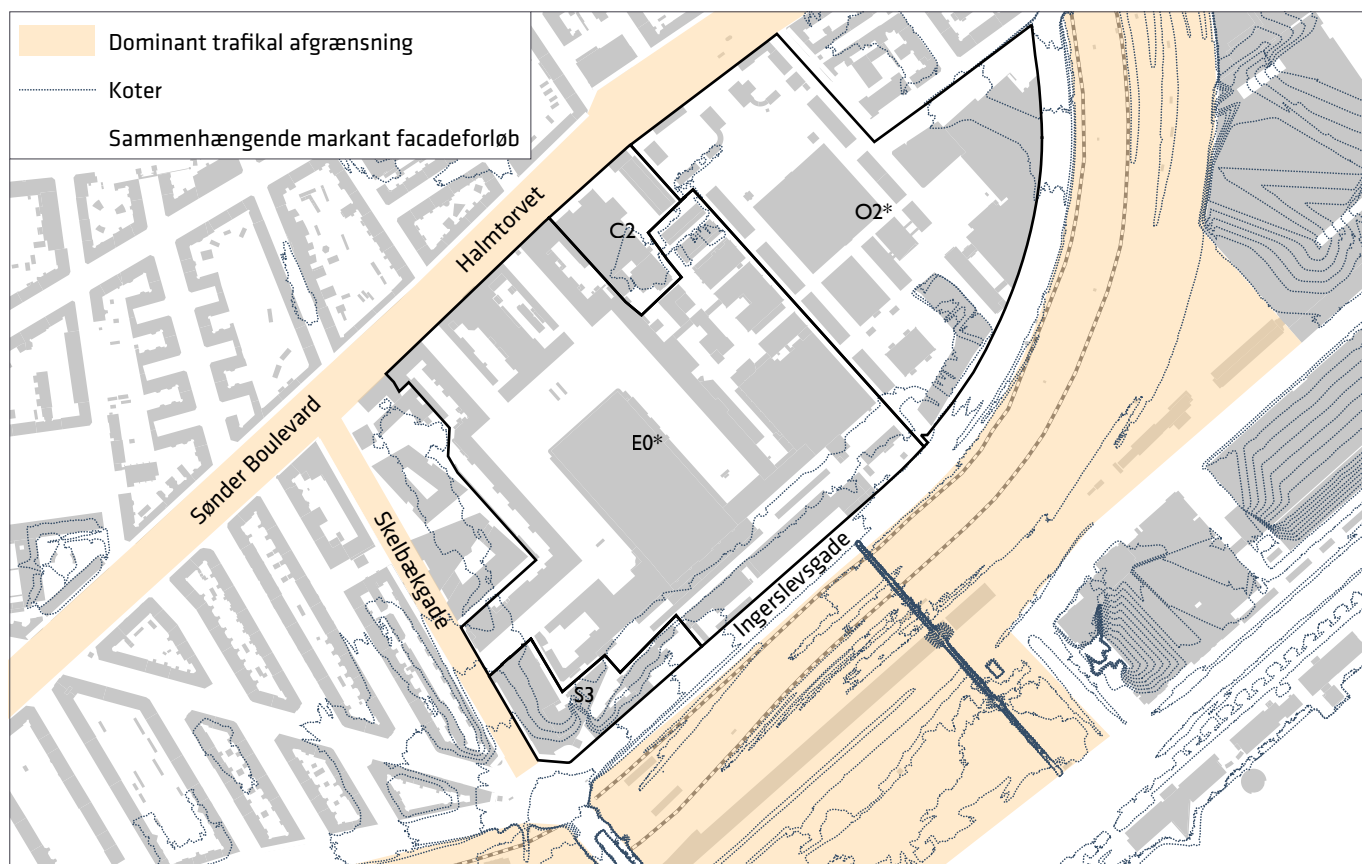 Dominant trafikal afgrænsning
Koter
Sammenhængende markant facadeforløb
Halmtorvet
C2
O2*
Sønder Boulevard
E0*
Skelbækgade
Ingerslevsgade
S3